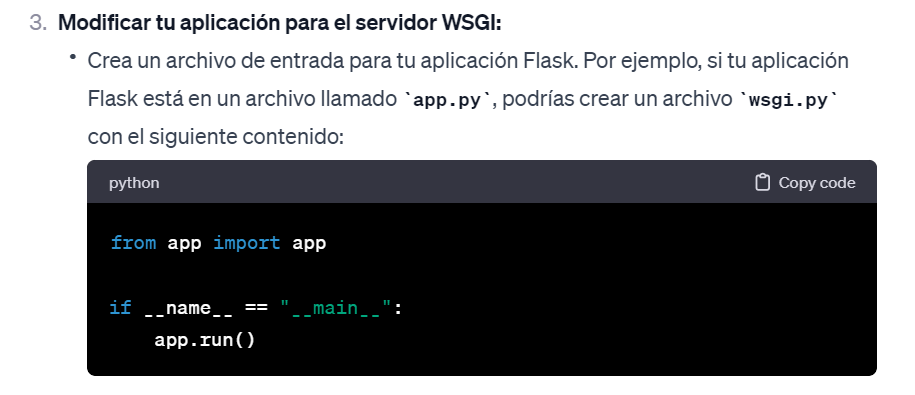 3. Modificar tu aplicación para el servidor WSGI:
• Crea un archivo de entrada para tu aplicación Flask. Por ejemplo, si tu aplicación
Flask está en un archivo llamado `app.py`, podrías crear un archivo `wsgi.py`
con el siguiente contenido:
python Copy code
from app import app
if __name__ == "__main__":
    app.run()